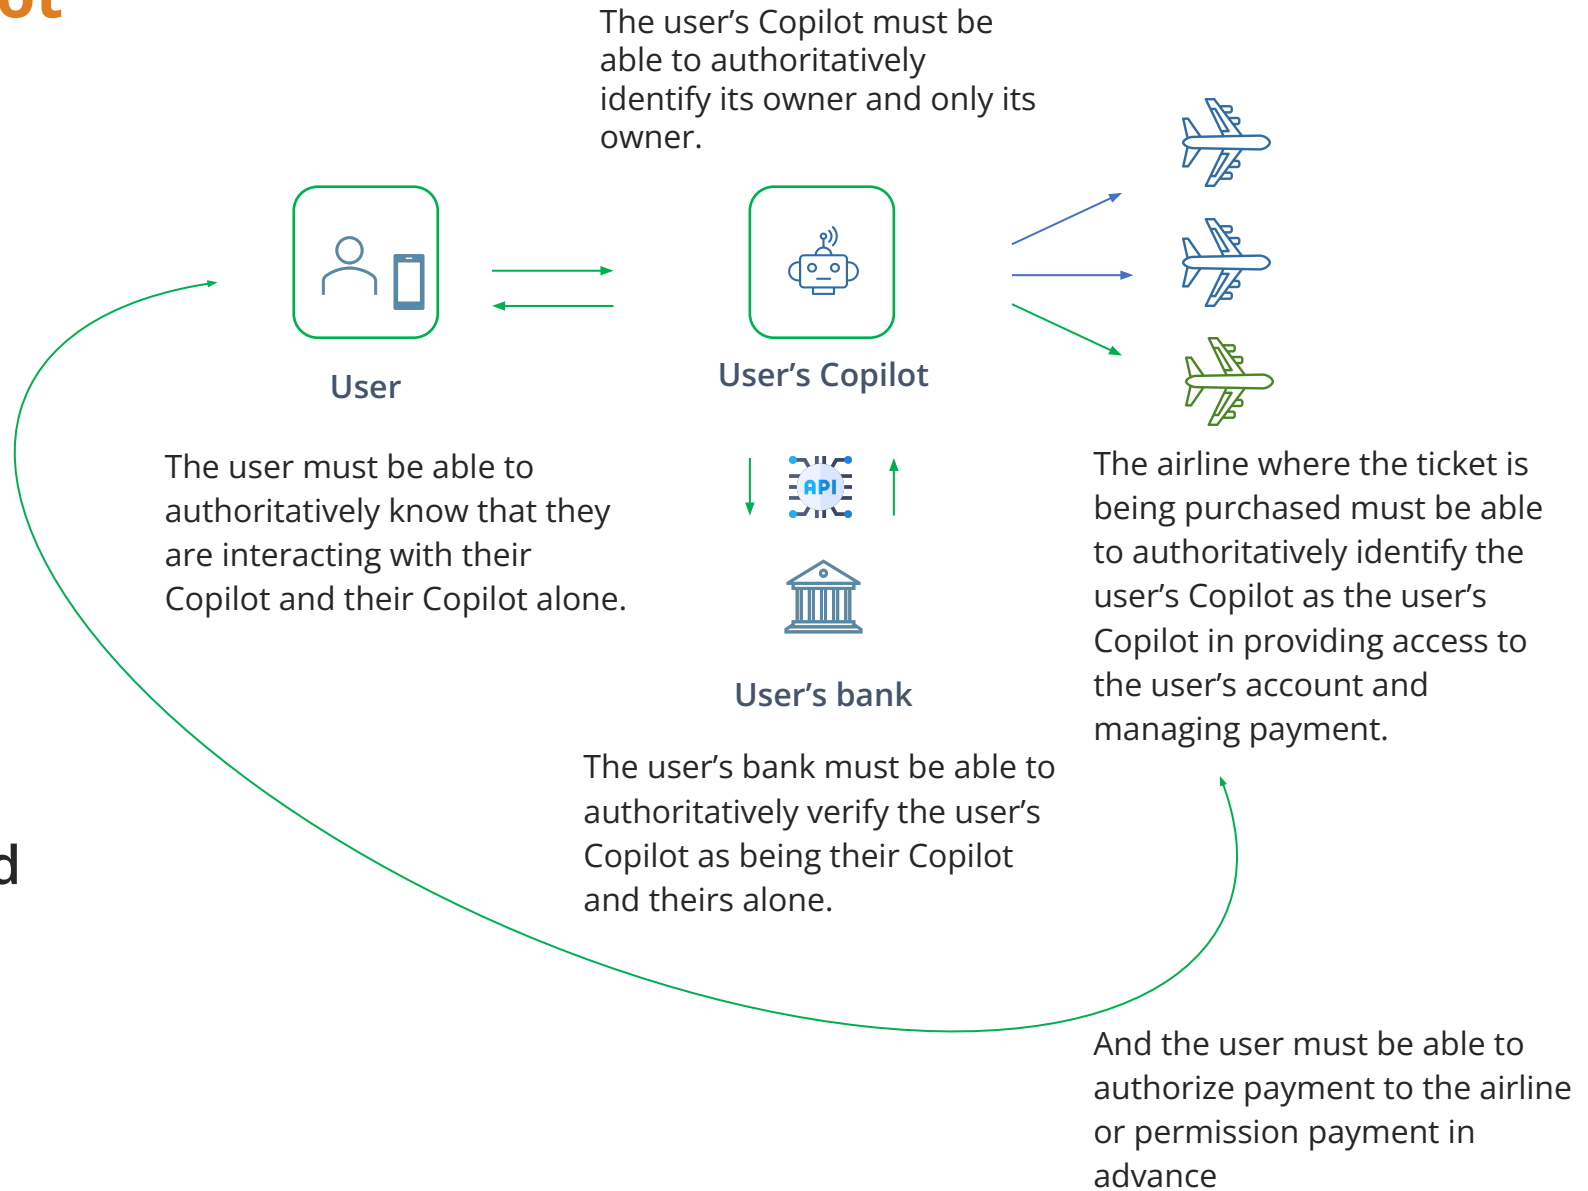 The user’s Copilot must be
able to authoritatively
identify its owner and only its
owner.
User
User’s Copilot
The user must be able to
authoritatively know that they
are interacting with their
Copilot and their Copilot alone.
API
User’s bank
The user’s bank must be able to
authoritatively verify the user’s
Copilot as being their Copilot
and theirs alone.
The airline where the ticket is
being purchased must be able
to authoritatively identify the
user’s Copilot as the user’s
Copilot in providing access to
the user’s account and
managing payment.
And the user must be able to
authorize payment to the airline
or permission payment in
advance